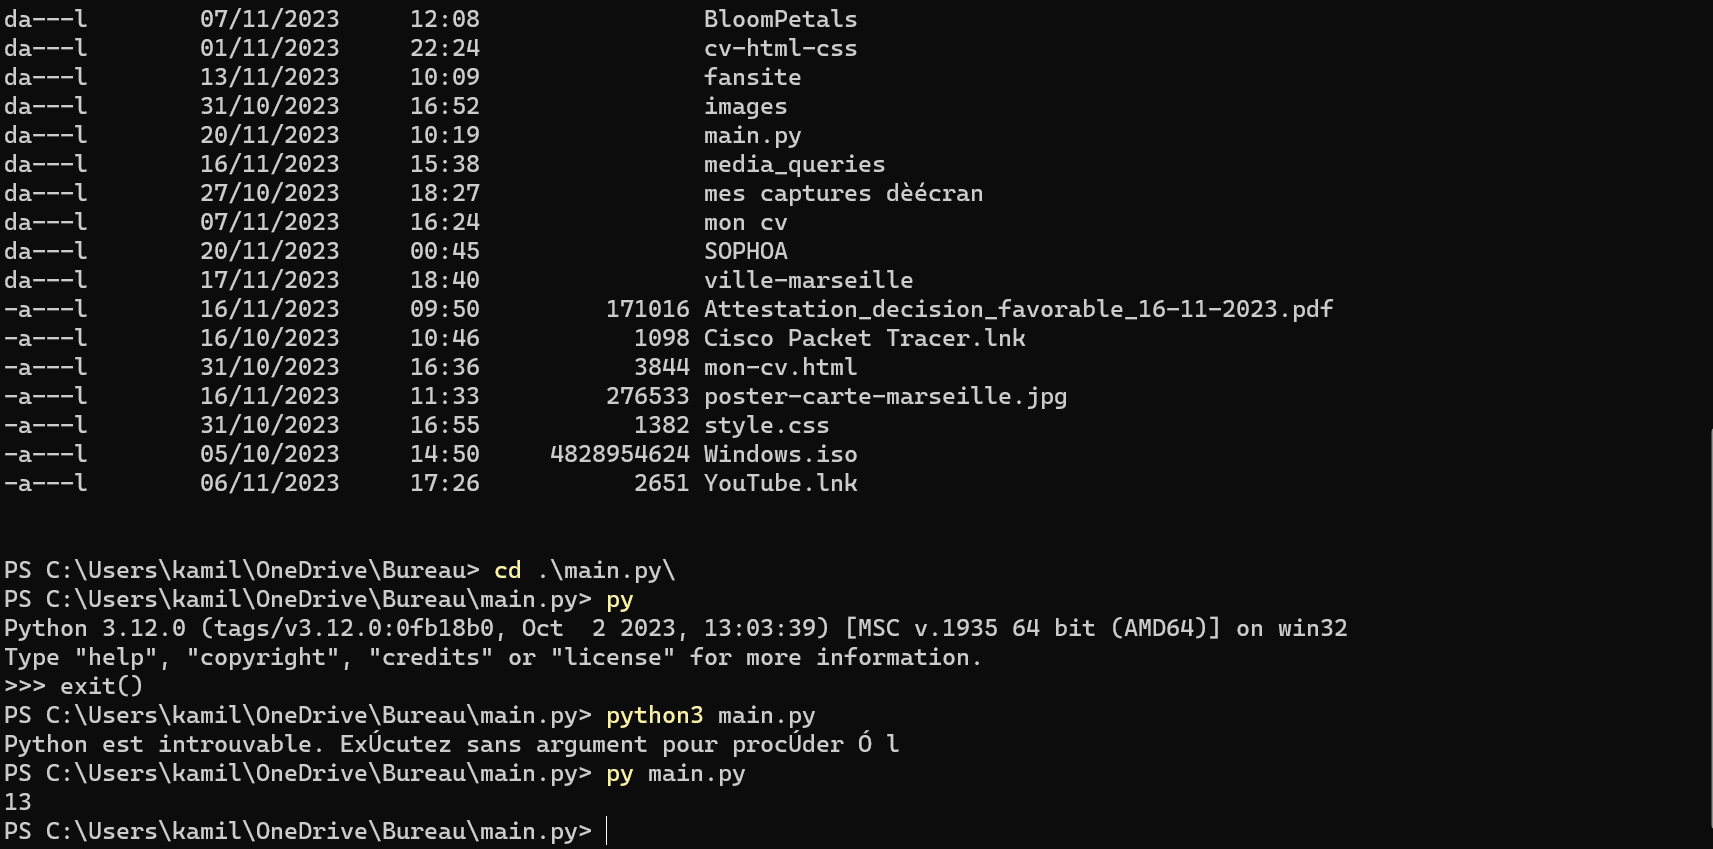 da---l        07/11/2023     12:08                BloomPetals
da---l        01/11/2023     22:24                cv-html-css
da---l        13/11/2023     10:09                fansite
da---l        31/10/2023     16:52                images
da---l        20/11/2023     10:19                main.py
da---l        16/11/2023     15:38                media_queries
da---l        27/10/2023     18:27                mes captures dèécran
da---l        07/11/2023     16:24                mon cv
da---l        20/11/2023     00:45                SOPHOA
da---l        17/11/2023     18:40                ville-marseille
-a---l        16/11/2023     09:50         171016 Attestation_decision_favorable_16-11-2023.pdf
-a---l        16/10/2023     10:46           1098 Cisco Packet Tracer.lnk
-a---l        31/10/2023     16:36           3844 mon-cv.html
-a---l        16/11/2023     11:33         276533 poster-carte-marseille.jpg
-a---l        31/10/2023     16:55           1382 style.css
-a---l        05/10/2023     14:50     4828954624 Windows.iso
-a---l        06/11/2023     17:26           2651 YouTube.lnk
PS C:\Users\kamil\OneDrive\Bureau> cd .\main.py\
PS C:\Users\kamil\OneDrive\Bureau\main.py> py
Python 3.12.0 (tags/v3.12.0:0fb18b0, Oct  2 2023, 13:03:39) [MSC v.1935 64 bit (AMD64)] on win32
Type "help", "copyright", "credits" or "license" for more information.
>>> exit()
PS C:\Users\kamil\OneDrive\Bureau\main.py> python3 main.py
Python est introuvable. ExÚcutez sans argument pour procÚder Ó l
PS C:\Users\kamil\OneDrive\Bureau\main.py> py main.py
13
PS C:\Users\kamil\OneDrive\Bureau\main.py>